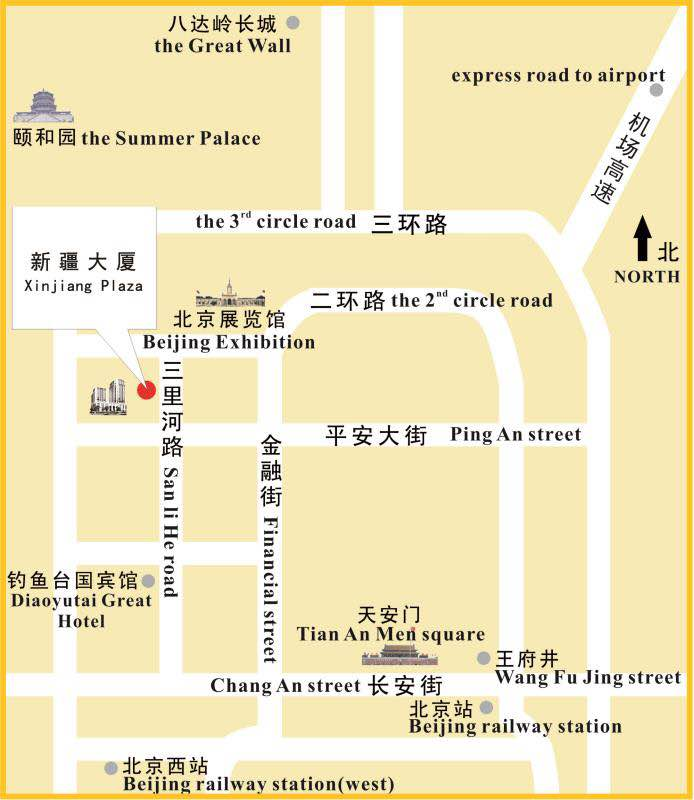 八达岭长城
the Great Wall
express road to airport
颐和园 the Summer Palace
机场高速
the 3rd circle road 三环路
北
NORTH
新疆大厦
Xinjiang Plaza
二环路 the 2nd circle road
北京展览馆
Beijing Exhibition
三里河路 San li He road
平安大街 Ping An street
金融街 Financial street
钓鱼台国宾馆
Diaoyutai Great
Hotel
天安门
Tian An Men square
王府井
Wang Fu Jing street
Chang An street 长安街
北京站
Beijing railway station
北京西站
Beijing railway station(west)